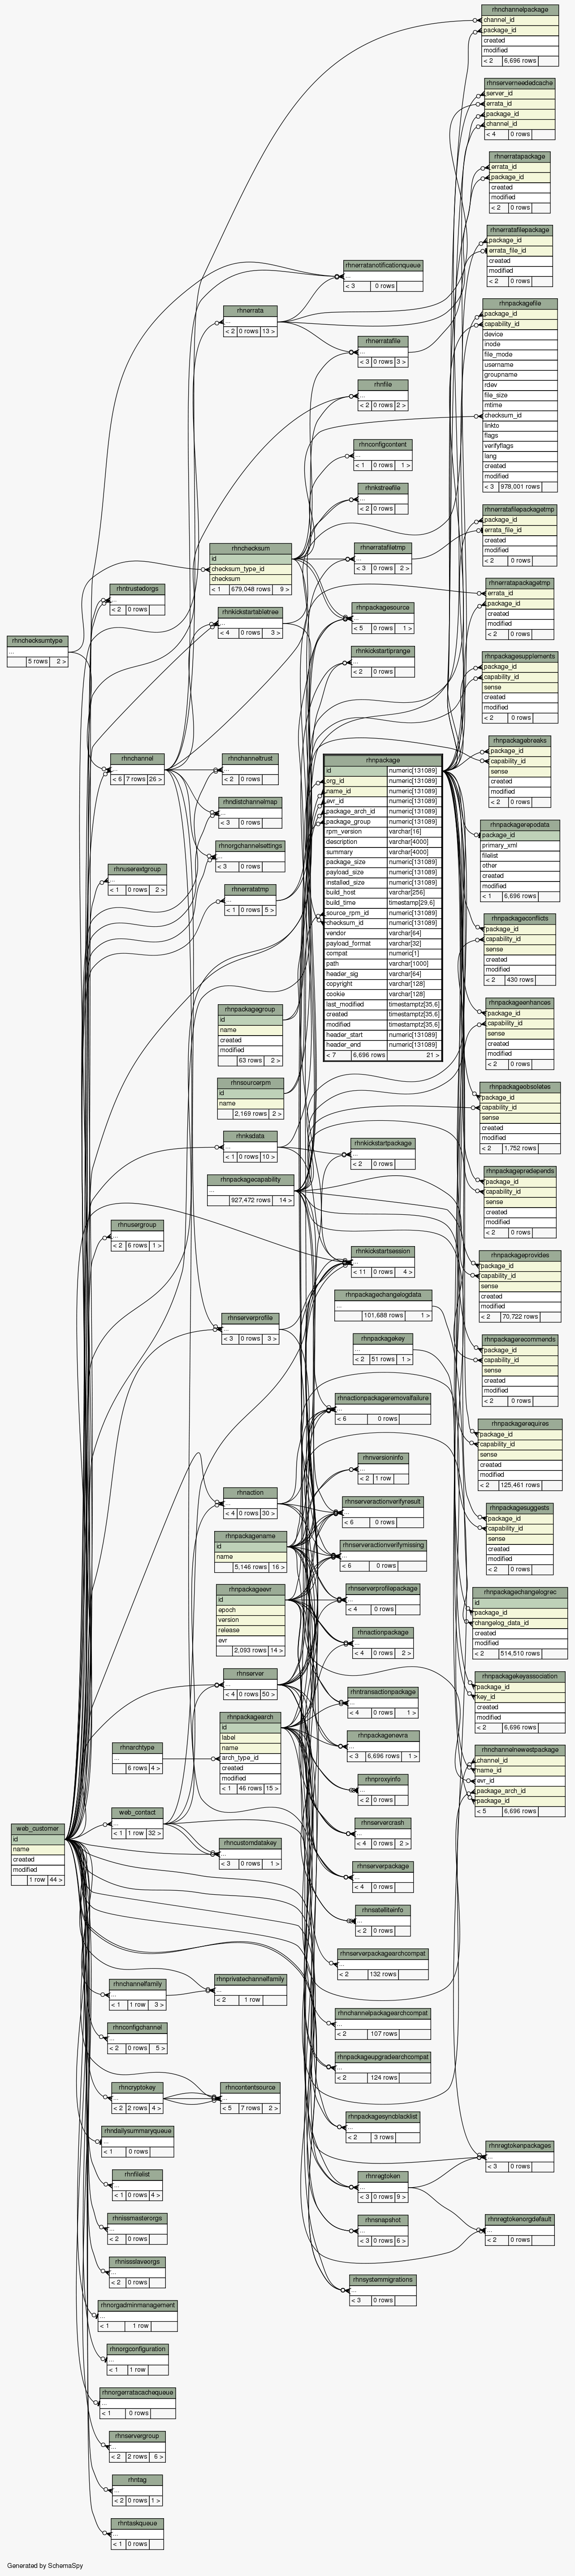 rhnchannelpackage
channel_id
package_id
created
modified
< 2 6,696 rows
rhnserverneededcache
server_id
errata_id
package_id
channel_id
< 4 0 rows
rhnerratapackage
errata_id
package_id
created
modified
< 2 0 rows
rhnerratafilepackage
package_id
errata_file_id
created
modified
< 2 0 rows
rhnerratanotificationqueue
...
< 3 0 rows
rhnerrata
...
< 2 0 rows 13 >
rhnpackagefile
package_id
capability_id
device
inode
file_mode
username
groupname
rdev
file_size
mtime
checksum_id
linkto
flags
verifyflags
lang
created
modified
< 3 978,001 rows
rhnerratafile
...
< 3 0 rows 3 >
rhnfile
...
< 2 0 rows 2 >
rhnconfigcontent
...
< 1 0 rows 1 >
rhnkstreefile
...
< 2 0 rows
rhnerratafilepackagetmp
package_id
errata_file_id
created
modified
< 2 0 rows
rhnchecksum
id
checksum_type_id
checksum
< 1 679,048 rows 9 >
rhnerratafiletmp
...
< 3 0 rows 2 >
rhnerratapackagetmp
errata_id
package_id
created
modified
< 2 0 rows
rhntrustedorgs
...
< 2 0 rows
rhnkickstartabletree
...
< 4 0 rows 3 >
rhnpackagesource
...
< 5 0 rows 1 >
rhnchecksumtype
...
5 rows 2 >
rhnkickstartiprange
...
< 2 0 rows
rhnpackagesupplements
package_id
capability_id
sense
created
modified
< 2 0 rows
rhnpackagebreaks
package_id
capability_id
sense
created
modified
< 2 0 rows
rhnchannel
...
< 6 7 rows 26 >
rhnchanneltrust
...
< 2 0 rows
rhndistchannelmap
...
< 3 0 rows
rhnorgchannelsettings
...
< 3 0 rows
rhnuserextgroup
...
< 1 0 rows 2 >
rhnerratatmp
...
< 1 0 rows 5 >
rhnpackage
id numeric[131089]
org_id numeric[131089]
name_id numeric[131089]
evr_id numeric[131089]
package_arch_id numeric[131089]
package_group numeric[131089]
rpm_version varchar[16]
description varchar[4000]
summary varchar[4000]
package_size numeric[131089]
payload_size numeric[131089]
installed_size numeric[131089]
build_host varchar[256]
build_time timestamp[29,6]
source_rpm_id numeric[131089]
checksum_id numeric[131089]
vendor varchar[64]
payload_format varchar[32]
compat numeric[1]
path varchar[1000]
header_sig varchar[64]
copyright varchar[128]
cookie varchar[128]
last_modified timestamptz[35,6]
created timestamptz[35,6]
modified timestamptz[35,6]
header_start numeric[131089]
header_end numeric[131089]
< 7 6,696 rows 21 >
rhnpackagerepodata
package_id
primary_xml
filelist
other
created
modified
< 1 6,696 rows
rhnpackageconflicts
package_id
capability_id
sense
created
modified
< 2 430 rows
rhnpackageenhances
package_id
capability_id
sense
created
modified
< 2 0 rows
rhnpackagegroup
id
name
created
modified
63 rows 2 >
rhnsourcerpm
id
name
2,169 rows 2 >
rhnpackageobsoletes
package_id
capability_id
sense
created
modified
< 2 1,752 rows
rhnksdata
...
< 1 0 rows 10 >
rhnkickstartpackage
...
< 2 0 rows
rhnpackagecapability
...
927,472 rows 14 >
rhnpackagepredepends
package_id
capability_id
sense
created
modified
< 2 0 rows
rhnusergroup
...
< 2 6 rows 1 >
rhnkickstartsession
...
< 11 0 rows 4 >
rhnpackageprovides
package_id
capability_id
sense
created
modified
< 2 70,722 rows
rhnpackagechangelogdata
...
101,688 rows 1 >
rhnserverprofile
...
< 3 0 rows 3 >
rhnpackagekey
...
< 2 51 rows 1 >
rhnpackagerecommends
package_id
capability_id
sense
created
modified
< 2 0 rows
rhnactionpackageremovalfailure
...
< 6 0 rows
rhnpackagerequires
package_id
capability_id
sense
created
modified
< 2 125,461 rows
rhnversioninfo
...
< 2 1 row
rhnaction
...
< 4 0 rows 30 >
rhnserveractionverifyresult
...
< 6 0 rows
rhnpackagesuggests
package_id
capability_id
sense
created
modified
< 2 0 rows
rhnpackagename
id
name
5,146 rows 16 >
rhnserveractionverifymissing
...
< 6 0 rows
rhnpackageevr
id
epoch
version
release
evr
2,093 rows 14 >
rhnserverprofilepackage
...
< 4 0 rows
rhnpackagechangelogrec
id
package_id
changelog_data_id
created
modified
< 2 514,510 rows
rhnactionpackage
...
< 4 0 rows 2 >
rhnserver
...
< 4 0 rows 50 >
rhntransactionpackage
...
< 4 0 rows 1 >
rhnpackagekeyassociation
package_id
key_id
created
modified
< 2 6,696 rows
rhnpackagearch
id
label
name
arch_type_id
created
modified
< 1 46 rows 15 >
rhnarchtype
...
6 rows 4 >
rhnpackagenevra
...
< 3 6,696 rows 1 >
rhnchannelnewestpackage
channel_id
name_id
evr_id
package_arch_id
package_id
< 5 6,696 rows
rhnproxyinfo
...
< 2 0 rows
web_customer
id
name
created
modified
1 row 44 >
web_contact
...
< 1 1 row 32 >
rhnservercrash
...
< 4 0 rows 2 >
rhncustomdatakey
...
< 3 0 rows 1 >
rhnserverpackage
...
< 4 0 rows
rhnsatelliteinfo
...
< 2 0 rows
rhnserverpackagearchcompat
...
< 2 132 rows
rhnchannelfamily
...
< 1 1 row 3 >
rhnprivatechannelfamily
...
< 2 1 row
rhnchannelpackagearchcompat
...
< 2 107 rows
rhnconfigchannel
...
< 2 0 rows 5 >
rhnpackageupgradearchcompat
...
< 2 124 rows
rhncryptokey
...
< 2 2 rows 4 >
rhncontentsource
...
< 5 7 rows 2 >
rhnpackagesyncblacklist
...
< 2 3 rows
rhndailysummaryqueue
...
< 1 0 rows
rhnregtokenpackages
...
< 3 0 rows
rhnfilelist
...
< 1 0 rows 4 >
rhnregtoken
...
< 3 0 rows 9 >
rhnissmasterorgs
...
< 2 0 rows
rhnsnapshot
...
< 3 0 rows 6 >
rhnregtokenorgdefault
...
< 2 0 rows
rhnissslaveorgs
...
< 2 0 rows
rhnsystemmigrations
...
< 3 0 rows
rhnorgadminmanagement
...
< 1 1 row
rhnorgconfiguration
...
< 1 1 row
rhnorgerratacachequeue
...
< 1 0 rows
rhnservergroup
...
< 2 2 rows 6 >
rhntag
...
< 2 0 rows 1 >
rhntaskqueue
...
< 1 0 rows
Generated by SchemaSpy